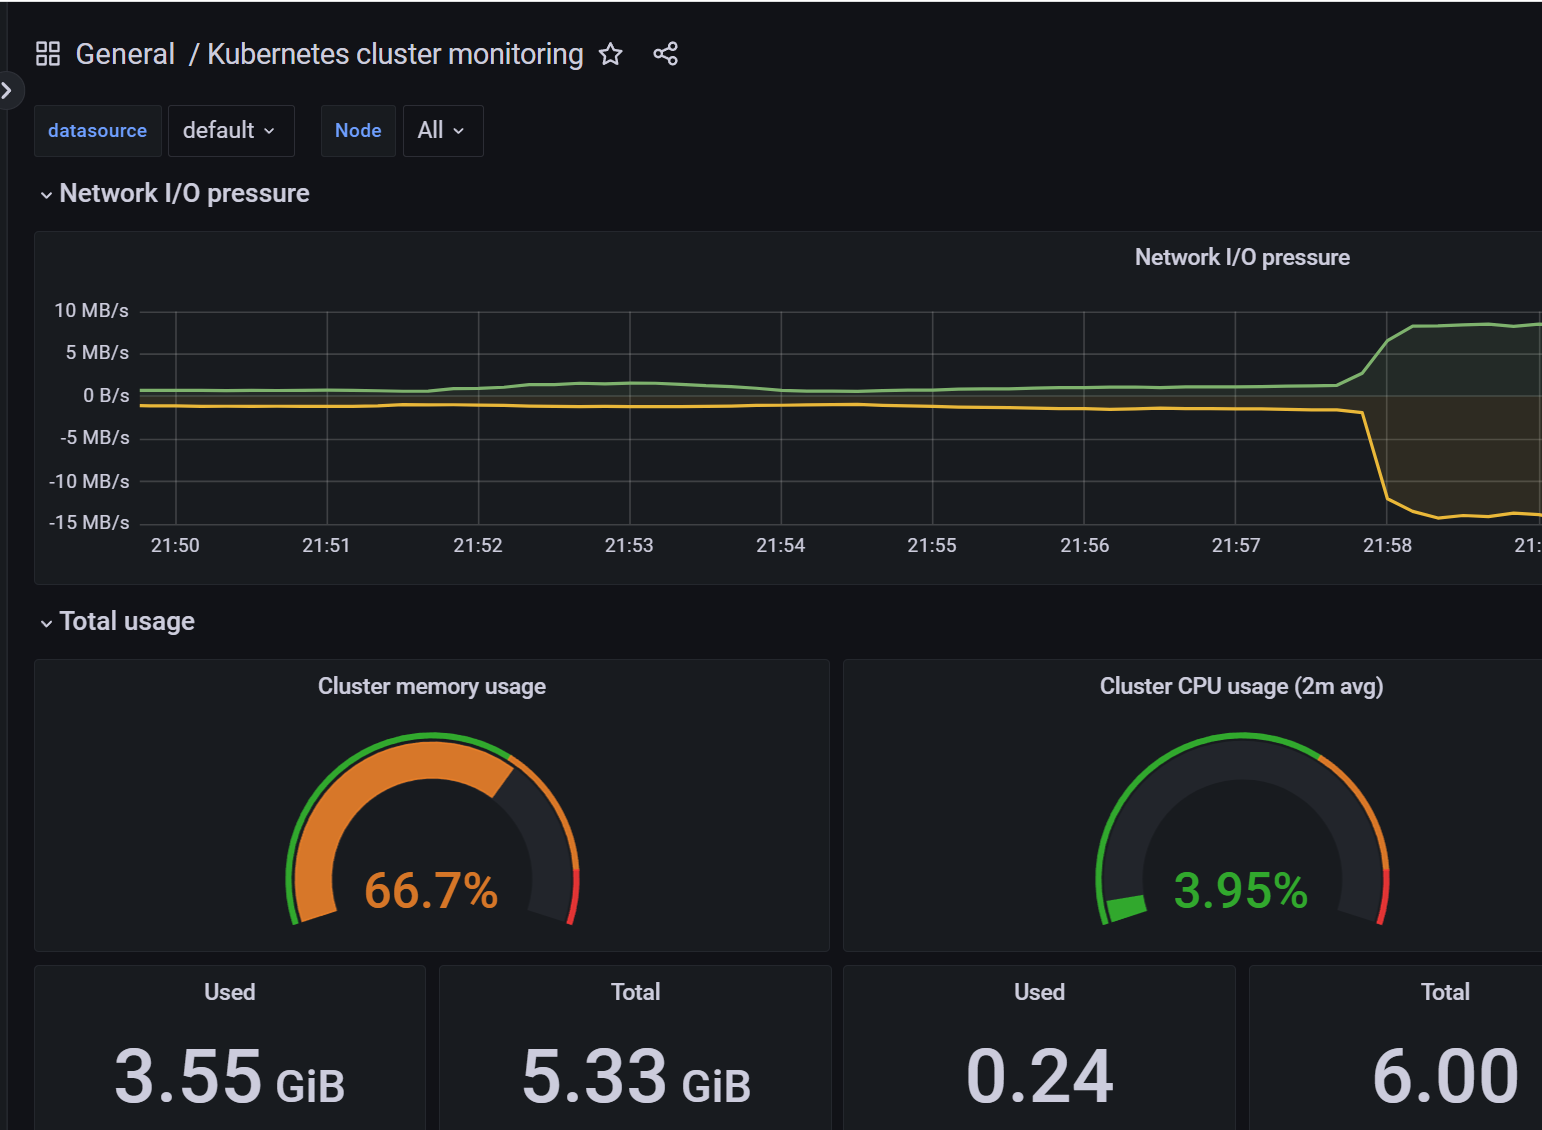 General / Kubernetes cluster monitoring
datasource default Node All
Network I/O pressure
Network I/O pressure
10 MB/s
5 MB/s
0 B/s
-5 MB/s
-10 MB/s
-15 MB/s
21:50 21:51 21:52 21:53 21:54 21:55 21:56 21:57 21:58 21:
Total usage
Cluster memory usage
66.7%
Cluster CPU usage (2m avg)
3.95%
Used
3.55 GiB
Total
5.33 GiB
Used
0.24
Total
6.00